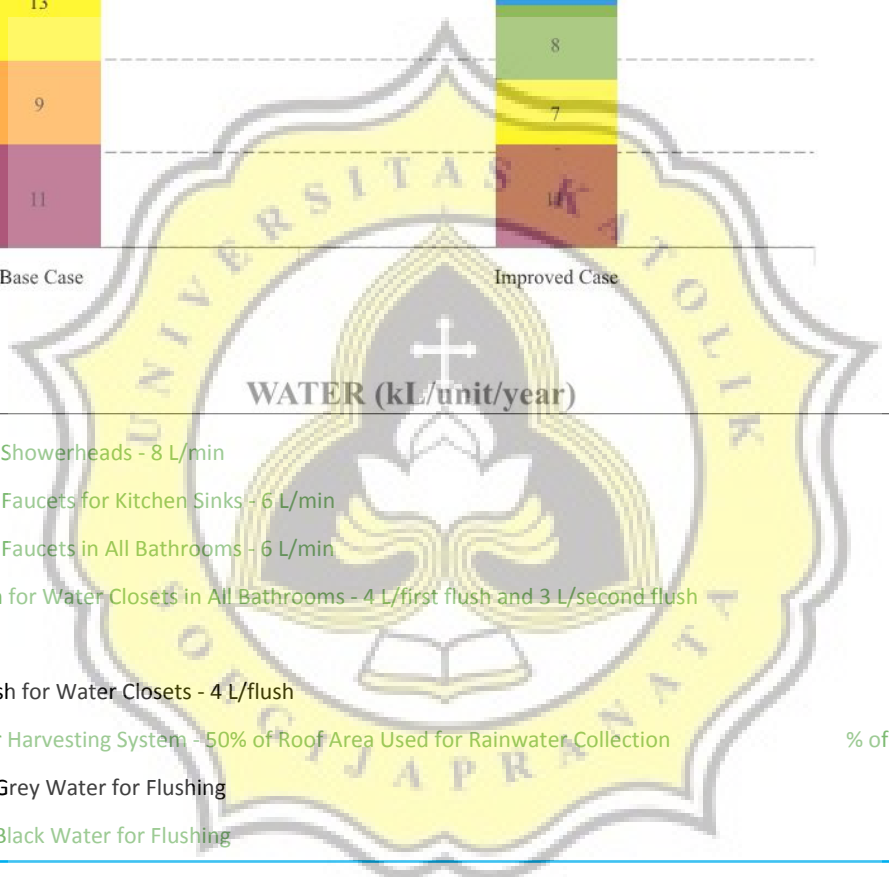 13
8
9
7
11
Base Case
Improved Case
WATER (kL/unit/year)
Showerheads - 8 L/min
Faucets for Kitchen Sinks - 6 L/min
Faucets in All Bathrooms - 6 L/min
for Water Closets in All Bathrooms - 4 L/first flush and 3 L/second flush
sh for Water Closets - 4 L/flush
r Harvesting System - 50% of Roof Area Used for Rainwater Collection % of
Grey Water for Flushing
Black Water for Flushing
UNIVERSITAS KATOLIK
SOEGIJAPRANATA